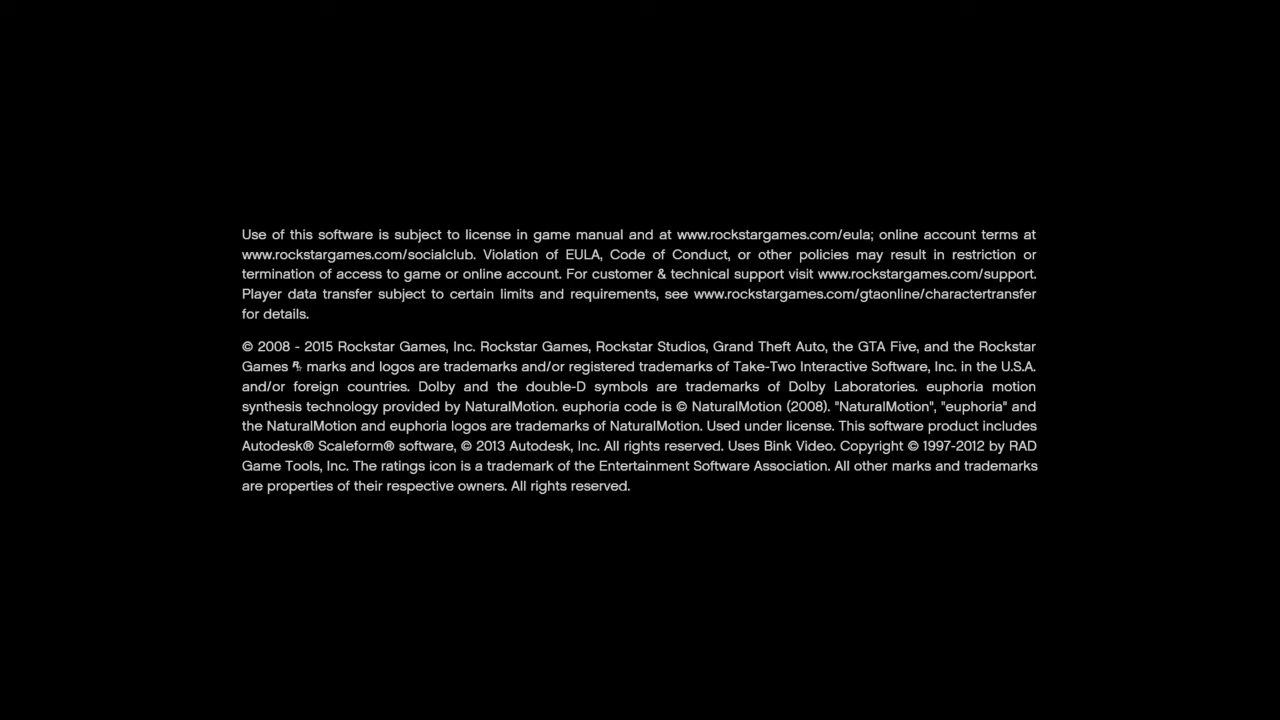 Use of this software is subject to license in game manual and at www.rockstargames.com/eula; online account terms at
www.rockstargames.com/socialclub. Violation of EULA, Code of Conduct, or other policies may result in restriction or
termination of access to game or online account. For customer & technical support visit www.rockstargames.com/support.
Player data transfer subject to certain limits and requirements, see www.rockstargames.com/gtaonline/charactertransfer
for details.
© 2008 - 2015 Rockstar Games, Inc. Rockstar Games, Rockstar Studios, Grand Theft Auto, the GTA Five, and the Rockstar
Games R* marks and logos are trademarks and/or registered trademarks of Take-Two Interactive Software, Inc. in the U.S.A.
and/or foreign countries. Dolby and the double-D symbols are trademarks of Dolby Laboratories. euphoria motion
synthesis technology provided by NaturalMotion. euphoria code is © NaturalMotion (2008). "NaturalMotion", "euphoria" and
the NaturalMotion and euphoria logos are trademarks of NaturalMotion. Used under license. This software product includes
Autodesk® Scaleform® software, © 2013 Autodesk, Inc. All rights reserved. Uses Bink Video. Copyright © 1997-2012 by RAD
Game Tools, Inc. The ratings icon is a trademark of the Entertainment Software Association. All other marks and trademarks
are properties of their respective owners. All rights reserved.